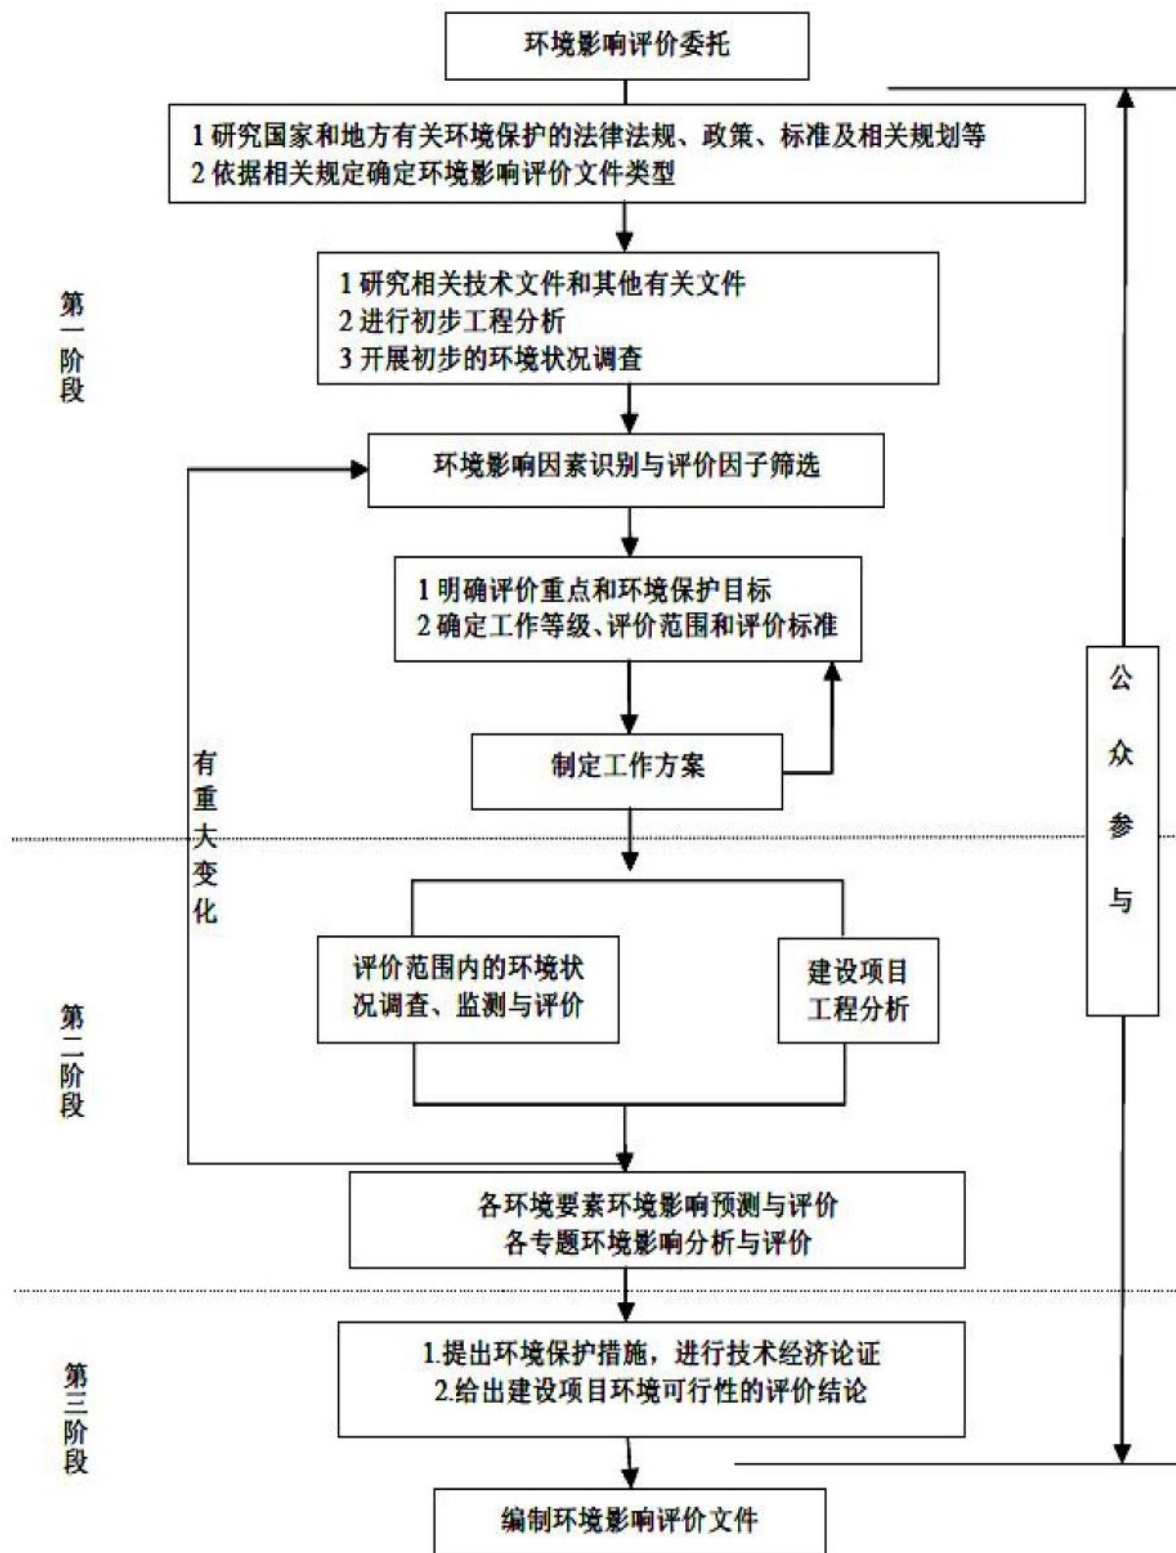 环境影响评价委托
1 研究国家和地方有关环境保护的法律法规、政策、标准及相关规划等
2 依据相关规定确定环境影响评价文件类型
第一阶段
1 研究相关技术文件和其他有关文件
2 进行初步工程分析
3 开展初步的环境状况调查
环境影响因素识别与评价因子筛选
1 明确评价重点和环境保护目标
2 确定工作等级、评价范围和评价标准
公众参与
制定工作方案
有重大变化
评价范围内的环境状
况调查、监测与评价
建设项目
工程分析
第二阶段
各环境要素环境影响预测与评价
各专题环境影响分析与评价
第三阶段
1.提出环境保护措施，进行技术经济论证
2.给出建设项目环境可行性的评价结论
编制环境影响评价文件